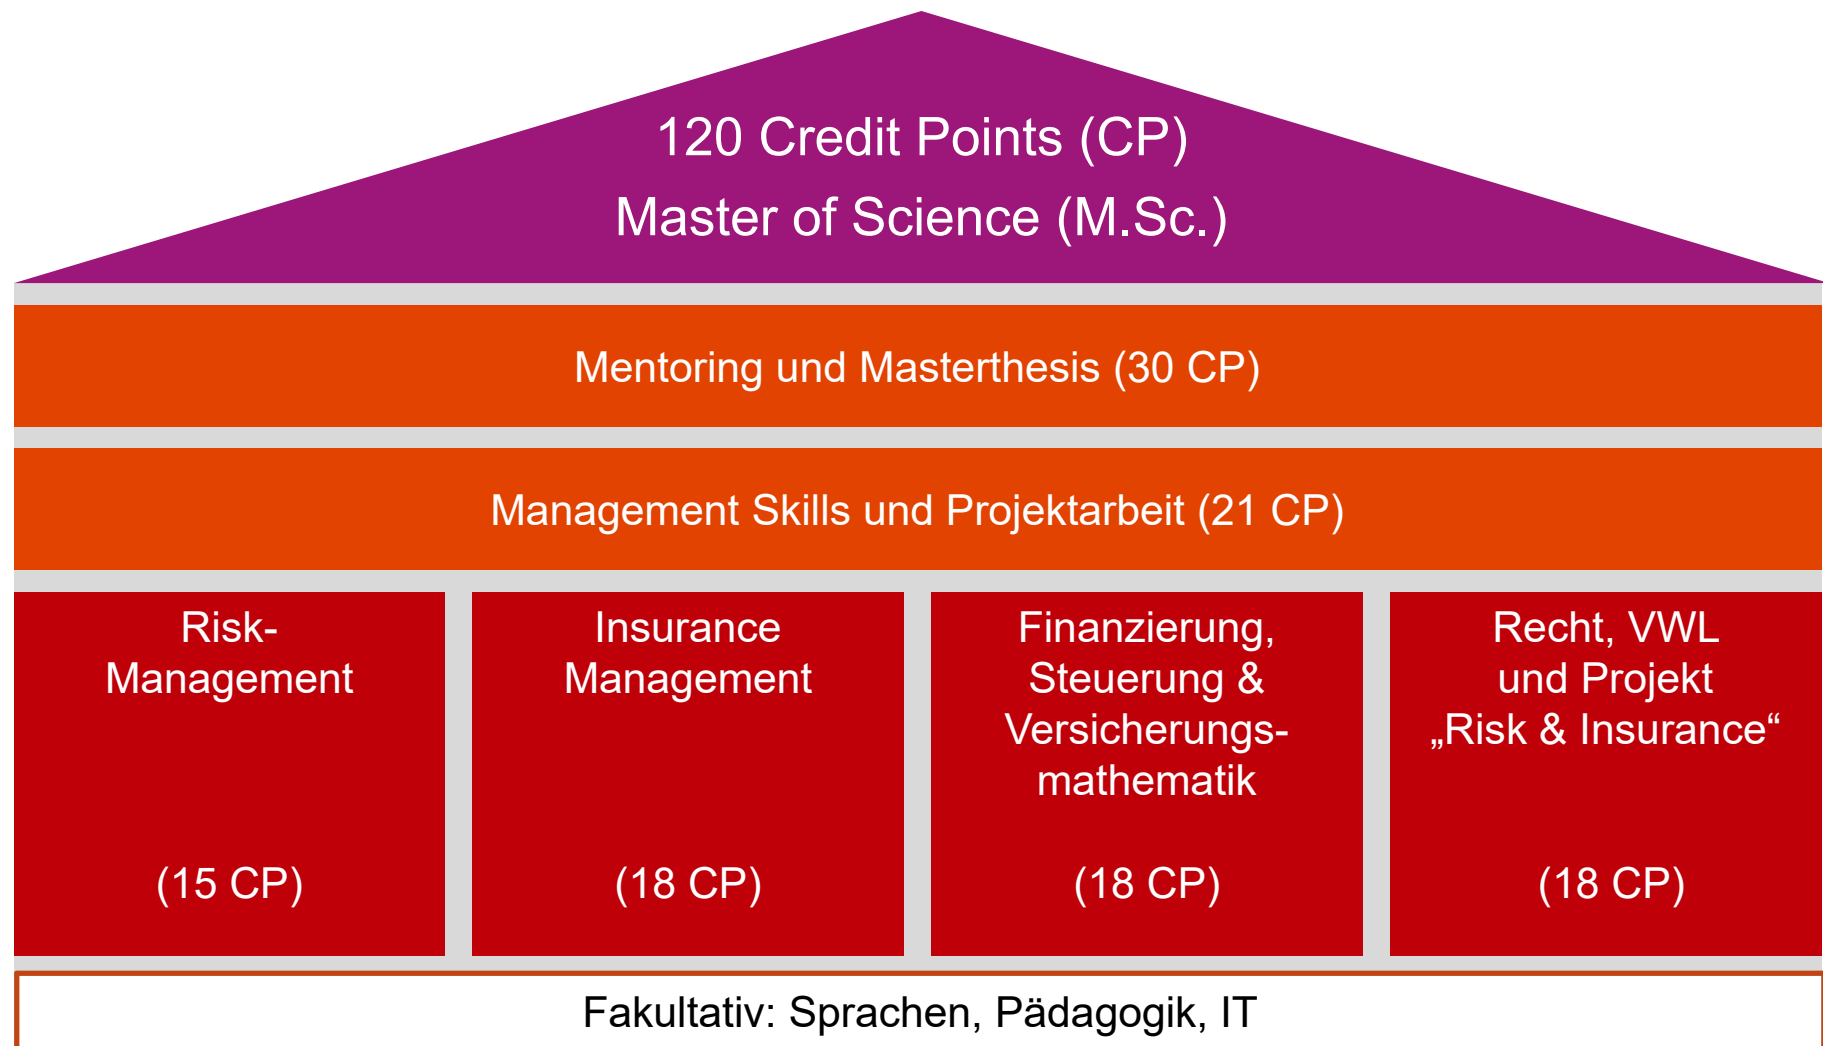 120 Credit Points (CP)
Master of Science (M.Sc.)
Mentoring und Masterthesis (30 CP)
Management Skills und Projektarbeit (21 CP)
Risk-
Management
(15 CP)
Insurance
Management
(18 CP)
Finanzierung,
Steuerung &
Versicherungs-
mathematik
(18 CP)
Recht, VWL
und Projekt
„Risk & Insurance“
(18 CP)
Fakultativ: Sprachen, Pädagogik, IT